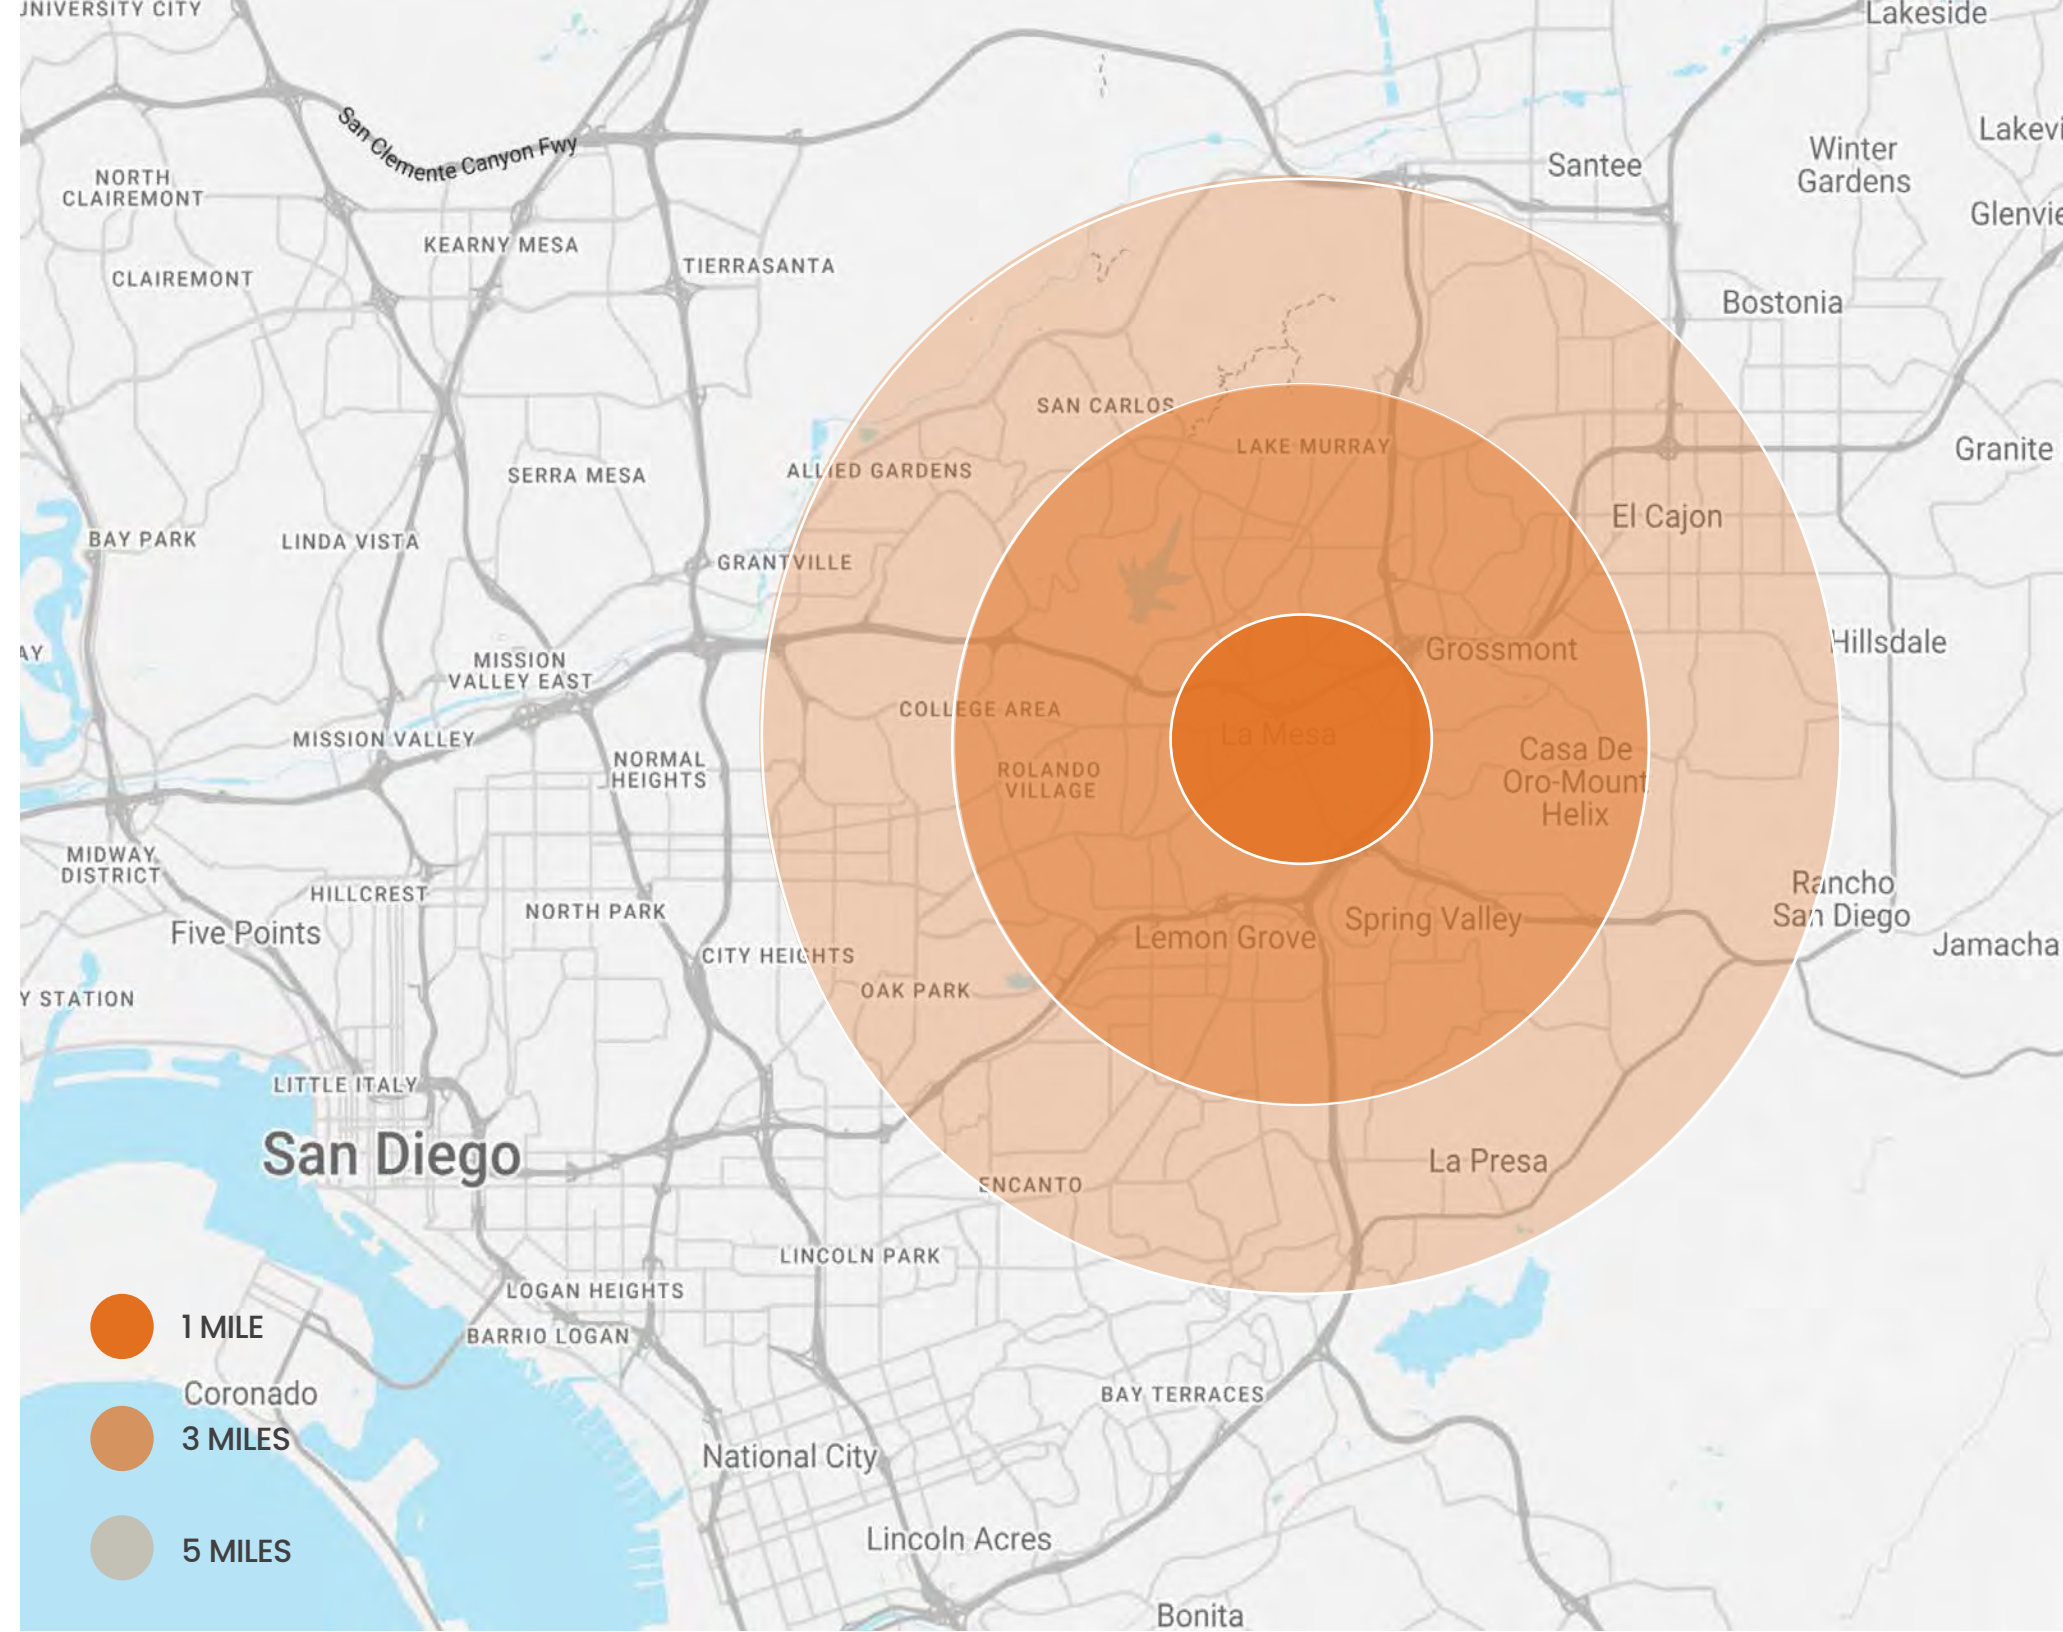 UNIVERSITY CITY
Lakeside
San Clemente Canyon Fwy
Winter
Gardens
Santee
NORTH
CLAIREMONT
Glenvie
KEARNY MESA
TIERRASANTA
CLAIREMONT
Bostonia
SAN CARLOS
LAKE MURRAY
Granite
ALLIED GARDENS
SERRA MESA
El Cajon
BAY PARK
LINDA VISTA
GRANTVILLE
Hillsdale
Grossmont
AY
MISSION
VALLEY EAST
COLLEGE AREA
La Mesa
MISSION VALLEY
Casa De
Oro-Mount
Helix
NORMAL
HEIGHTS
ROLANDO
VILLAGE
MIDWAY
DISTRICT
Rancho
San Diego
HILLCREST
NORTH PARK
Spring Valley
Five Points
Lemon Grove
Jamacha
CITY HEIGHTS
OAK PARK
Y STATION
LITTLE ITALY
San Diego
La Presa
ENCANTO
LINCOLN PARK
LOGAN HEIGHTS
1 MILE
BARRIO LOGAN
Coronado
BAY TERRACES
3 MILES
National City
Lincoln Acres
5 MILES
Bonita
Lakevi